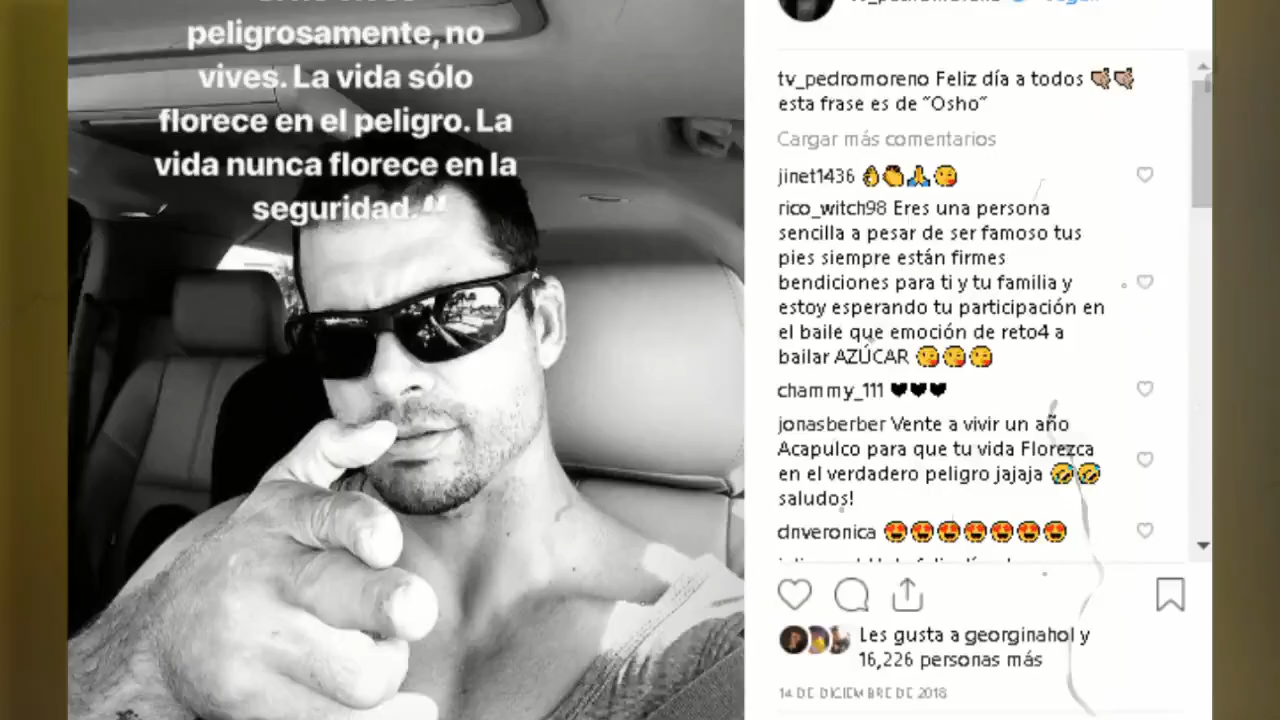 peligrosamente, no
vives. La vida sólo
florece en el peligro. La
vida nunca florece en la
seguridad."
tv_pedromoreno
tv_pedromoreno Feliz día a todos
esta frase es de "Osho"
Cargar más comentarios
jinet1436
rico_witch98 Eres una persona
sencilla a pesar de ser famoso tus
pies siempre están firmes
bendiciones para ti y tu familia y
estoy esperando tu participación en
el baile que emoción de reto4 a
bailar AZÚCAR
chammy_111
jonasberber Vente a vivir un año
Acapulco para que tu vida Florezca
en el verdadero peligro jajaja
saludos!
dnveronica
Les gusta a georginahol y
16,226 personas más
14 DE DICIEMBRE DE 2018